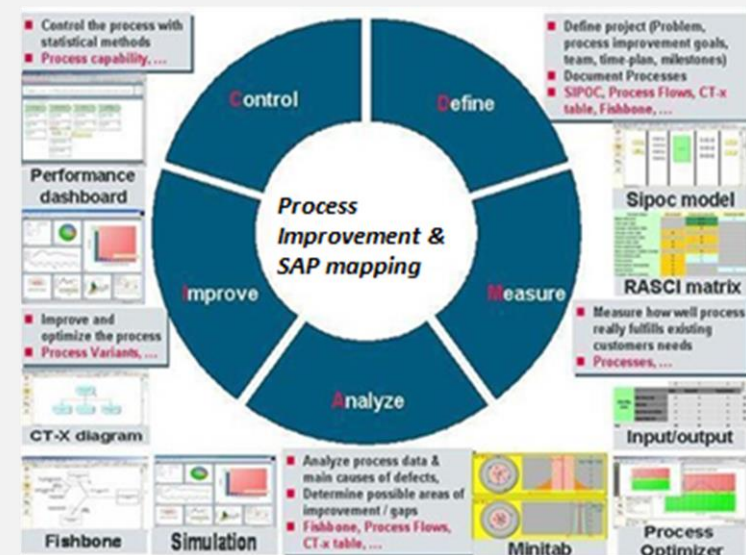 Control the process with
statistical methods
Process capability, ...
Define project (Problem,
process improvement goals,
team, time-plan, milestones)
Document Processes
SIPOC, Process Flows, CT-x
table, Fishbone, ...
Control
Define
Performance
dashboard
Process
Improvement &
SAP mapping
Sipoc model
RASCI matrix
Improve
Measure
Improve and
optimize the process
Process Variants, ...
Measure how well process
really fulfills existing
customers needs
Processes, ...
Analyze
CT-X diagram
Input/output
Analyze process data &
main causes of defects,
Determine possible areas of
improvement / gaps
Fishbone, Process Flows,
CT-x table, ...
Fishbone
Simulation
Minitab
Process
Optimizer